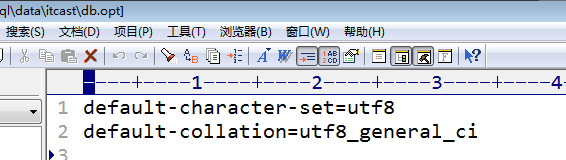 ql\data\itcast\db.opt]
搜索(S) 文档(D) 项目(P) 工具(T) 浏览器(B) 窗口(W) 帮助(H)
1 2 3 4
1 default-character-set=utf8
2 default-collation=utf8_general_ci
3